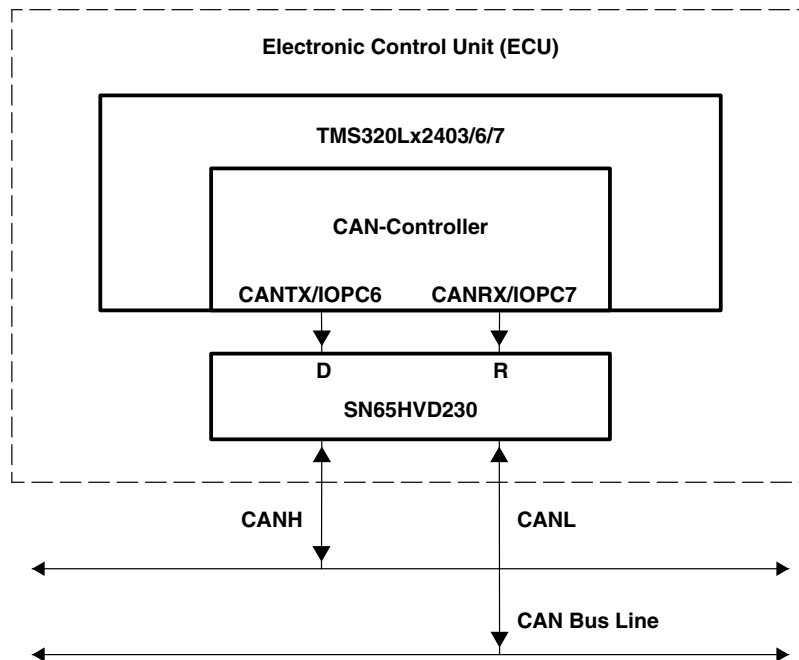 Electronic Control Unit (ECU)
TMS320Lx2403/6/7
CAN-Controller
CANTX/IOPC6 CANRX/IOPC7
D R
SN65HVD230
CANH CANL
CAN Bus Line